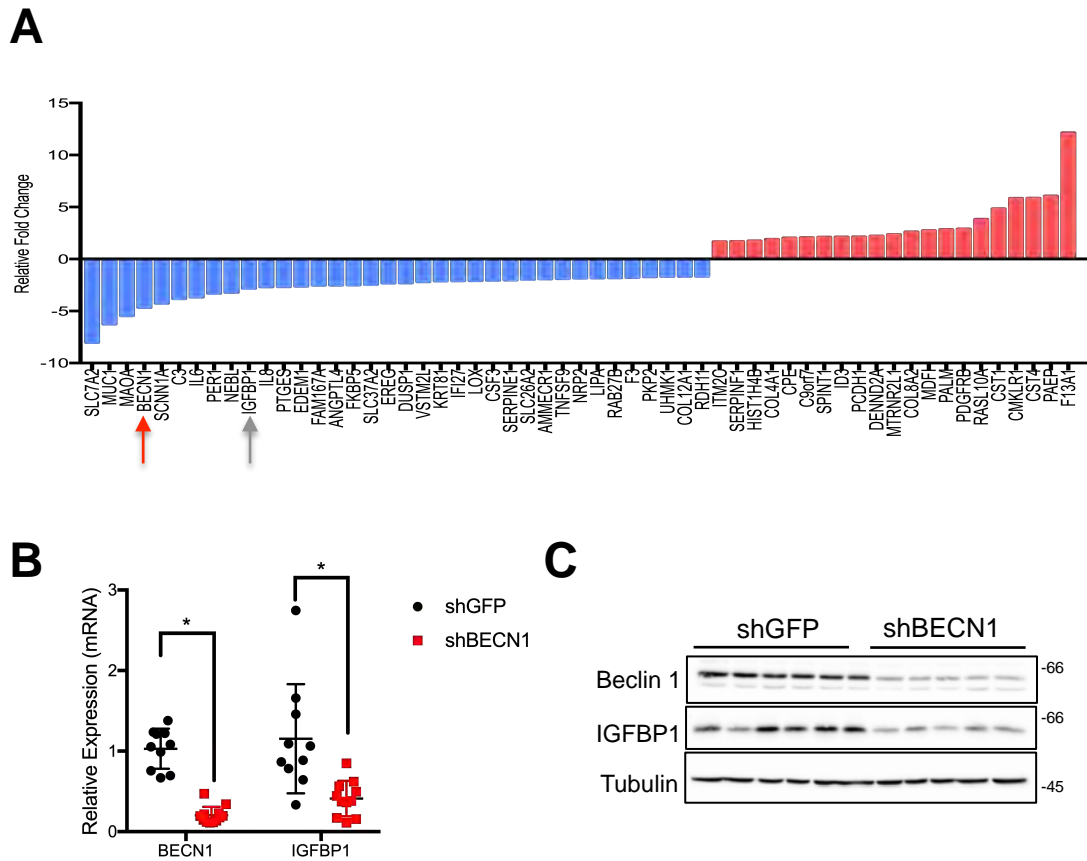 A
Relative Fold Change
15
10
5
0
-5
-10
SLC7A2
MUC1
MAOA
BECN1
SCNN1A
C3
IL6
PER1
NEBL
IGFBP1
IL8
PTGES
EDEM1
FAM167A
ANGPTL4
FKBP5
SLC37A2
EREG
DUSP1
VSTM2L
KRT81
IFI27
LOX
CSF3
SERPINE1
SLC26A2
AMMECR1
TNFSF9
NRP2
LIPA
RAB27B
F3
PKP2
UHMK1
COL12A1
RDH11
ITM2C
SERPINF1
HIST1H4B
COL4A1
CPE
C9orf7
SPINT1
ID3
PCDH1
DENND2A
MTRNR2L1
COL8A2
MDFI
PALM
PDGFRB
RASL10A
CST1
CMKLR1
CST4
PAEP
F13A1
B
Relative Expression (mRNA)
3
2
1
0
*
*
BECN1
IGFBP1
shGFP
shBECN1
C
shGFP
shBECN1
Beclin 1
-66
IGFBP1
-66
Tubulin
-45